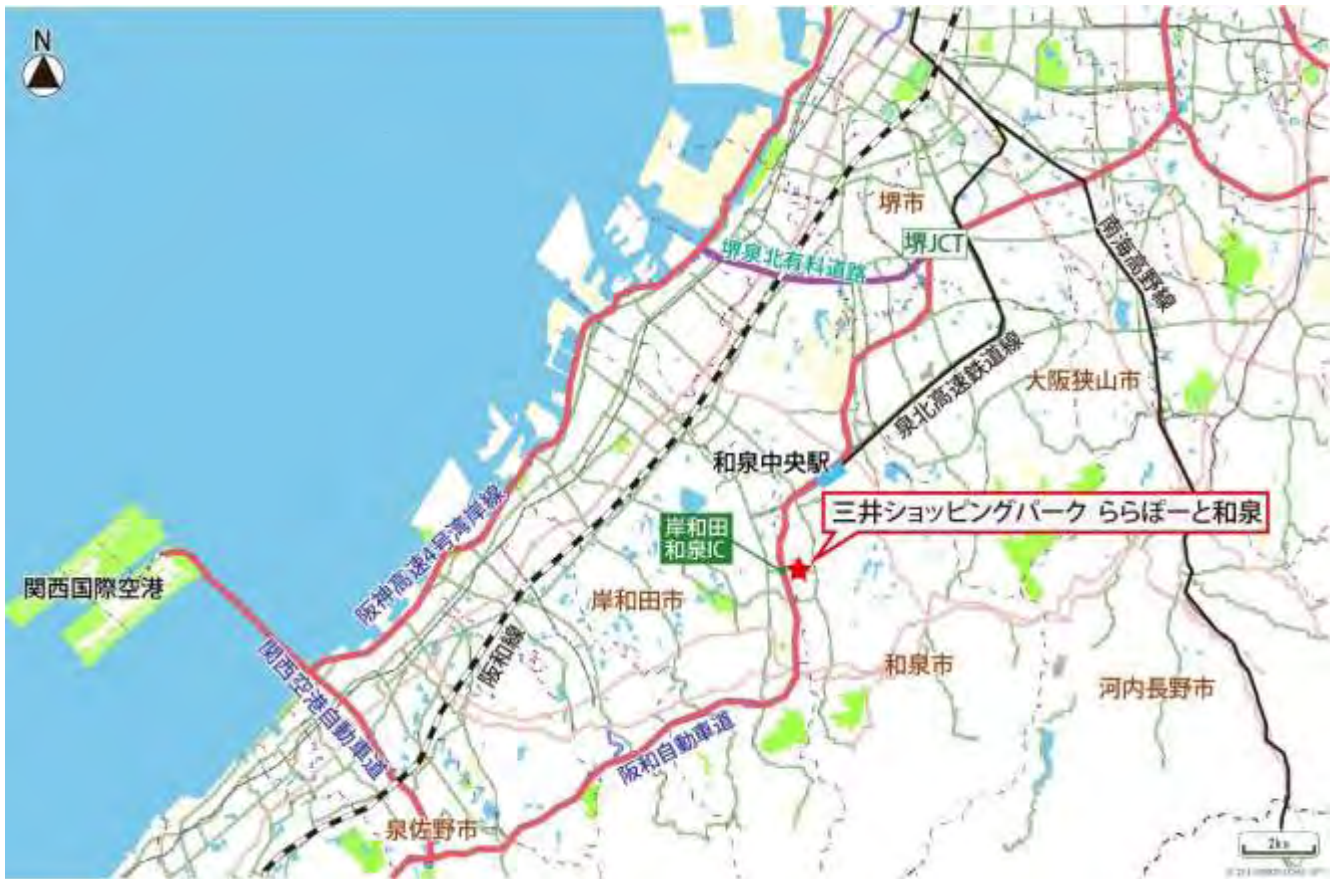 N
堺市
堺JCT
堺泉北有料道路
南海高野線
泉北高速鉄道線
大阪狭山市
和泉中央駅
三井ショッピングパーク ららぽーと和泉
岸和田
和泉IC
関西国際空港
阪神高速4号湾岸線
岸和田市
阪和線
関西空港自動車道
和泉市
河内長野市
阪和自動車道
泉佐野市